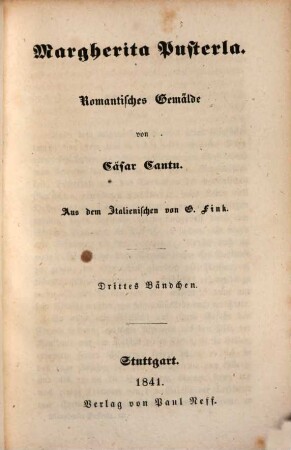 Margherita Pusterla.
Romantisches Gemälde
von
Cäsar Cantu.
Aus dem Italienischen von G. Fink.
Drittes Bändchen.
Stuttgart.
1841.
Verlag von Paul Neff.